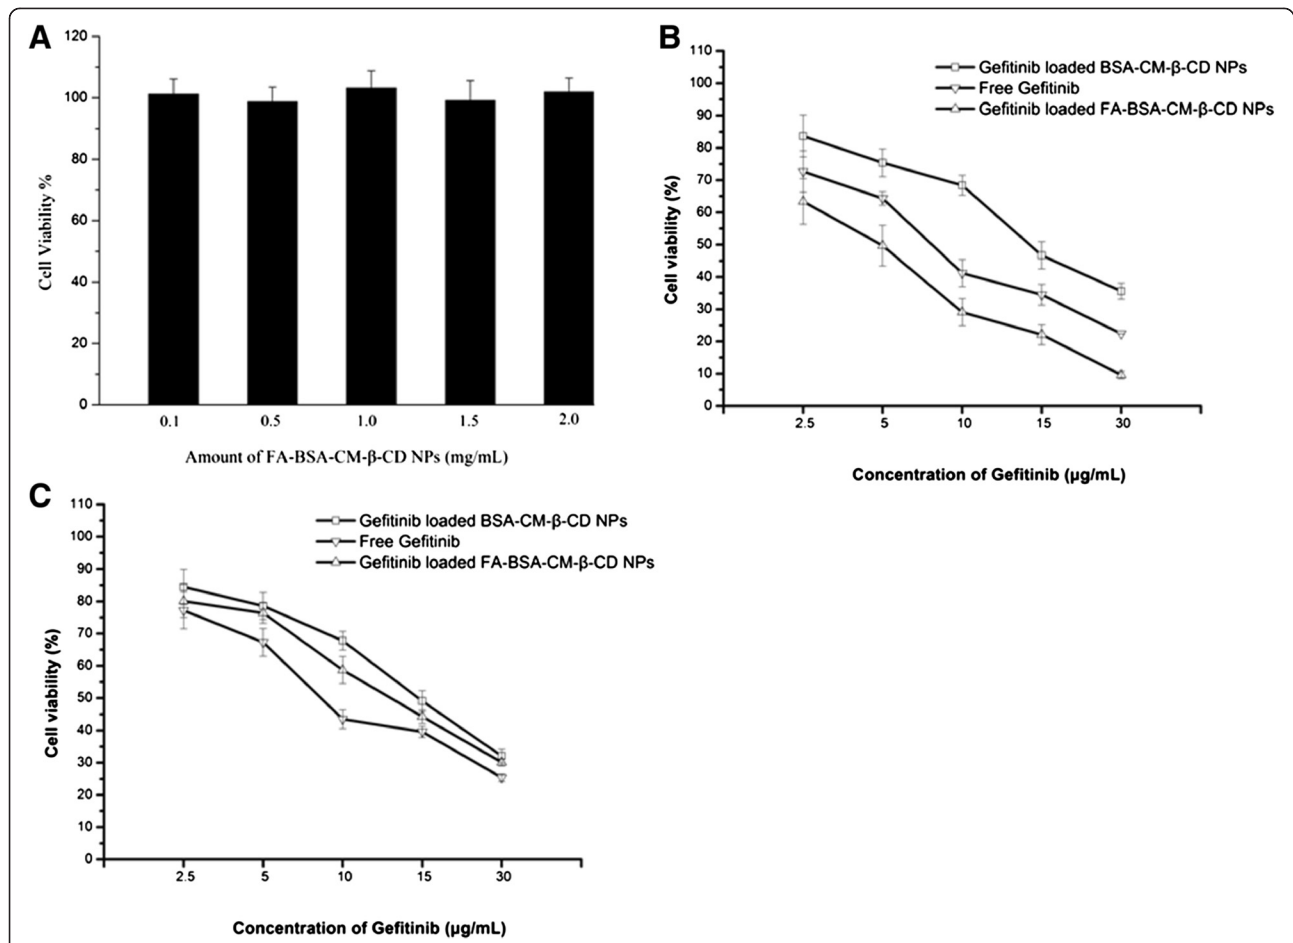 A
120
100
80
60
40
20
0
Cell Viability %
0.1 0.5 1.0 1.5 2.0
Amount of FA-BSA-CM-β-CD NPs (mg/mL)
B
110
100
90
80
70
60
50
40
30
20
10
0
Cell viability (%)
Gefitinib loaded BSA-CM-β-CD NPs
Free Gefitinib
Gefitinib loaded FA-BSA-CM-β-CD NPs
2.5 5 10 15 30
Concentration of Gefitinib (μg/mL)
C
110
100
90
80
70
60
50
40
30
20
10
0
Cell viability (%)
Gefitinib loaded BSA-CM-β-CD NPs
Free Gefitinib
Gefitinib loaded FA-BSA-CM-β-CD NPs
2.5 5 10 15 30
Concentration of Gefitinib (μg/mL)